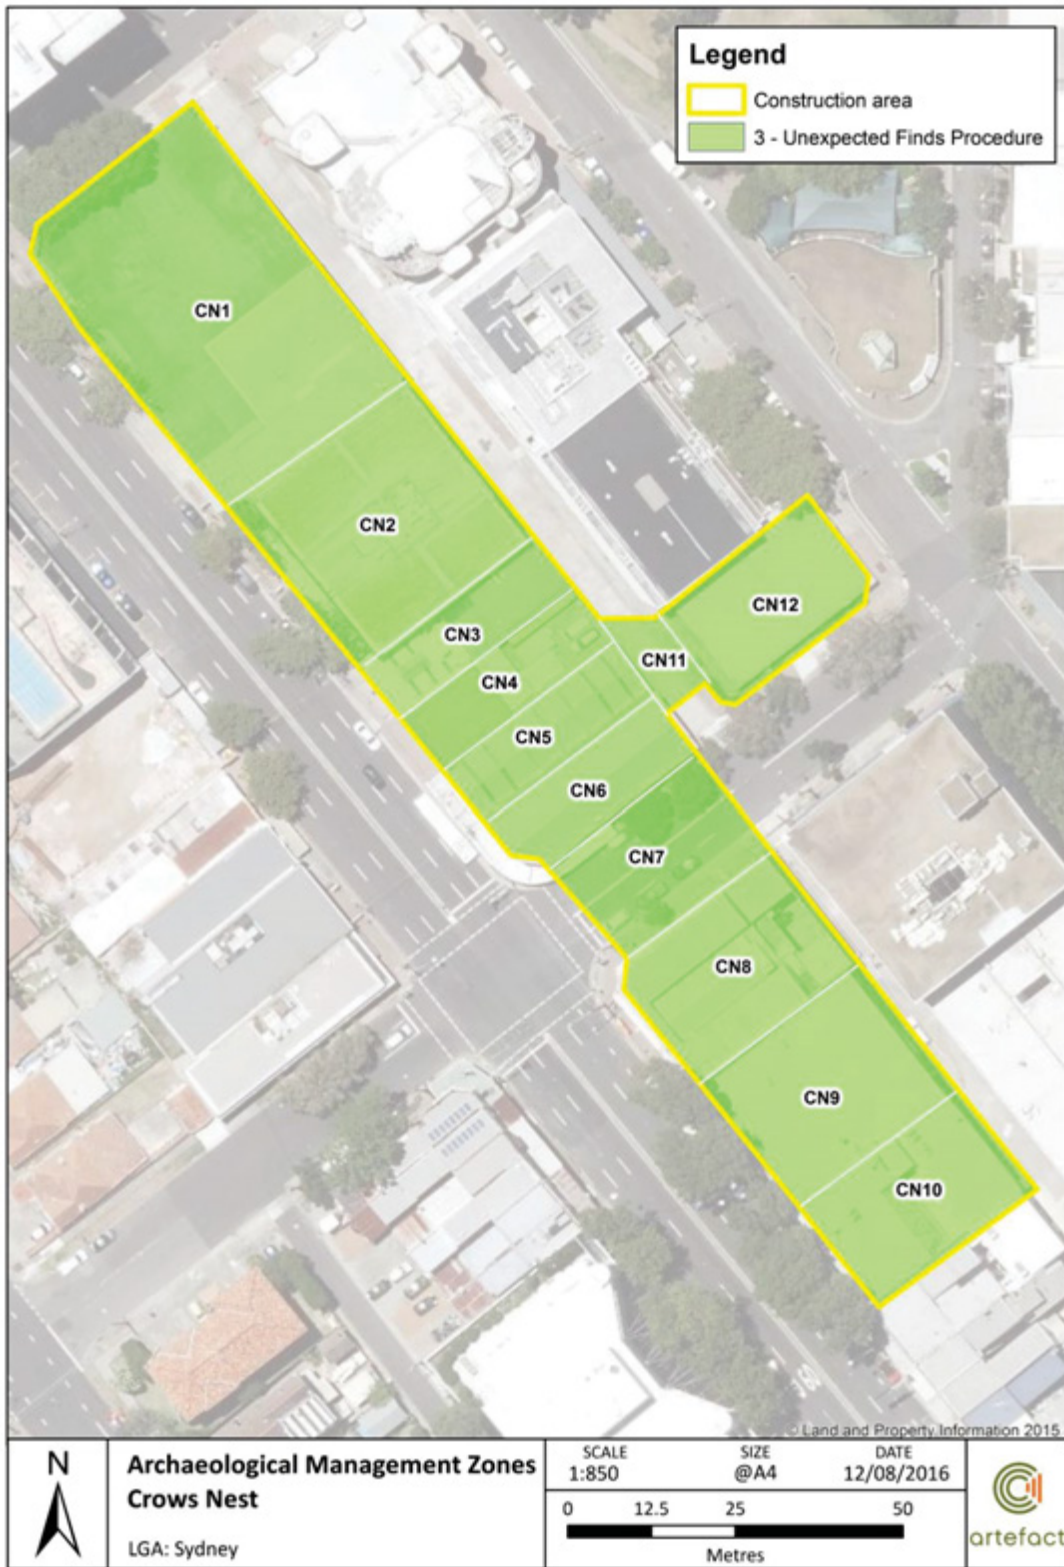 Legend
Construction area
3 - Unexpected Finds Procedure
CN1
CN2
CN3
CN4
CN5
CN6
CN11
CN12
CN7
CN8
CN9
CN10
© Land and Property Information 2015
N
Archaeological Management Zones
Crows Nest
LGA: Sydney
SCALE SIZE DATE
1:850 @A4 12/08/2016
0 12.5 25 50
Metres
artefact